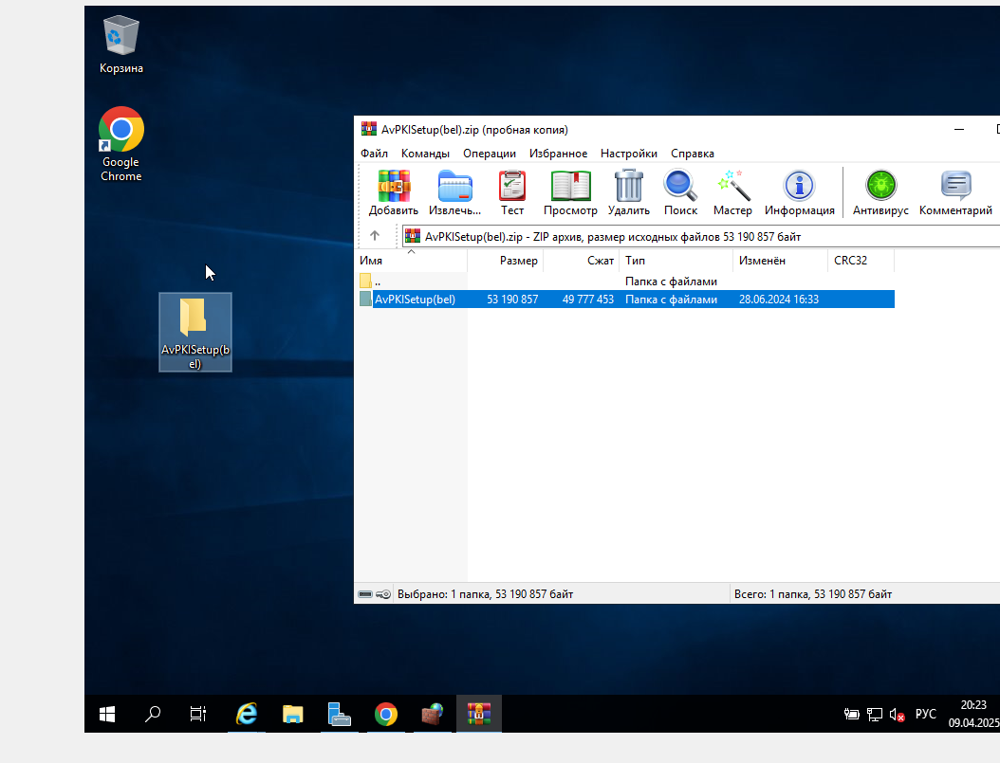 Корзина
Google
Chrome
AvPKISetup(b
el)
AvPKISetup(bel).zip (пробная копия)
Файл Команды Операции Избранное Настройки Справка
Добавить Извлечь... Тест Просмотр Удалить Поиск Мастер Информация Антивирус Комментарий
AvPKISetup(bel).zip - ZIP архив, размер исходных файлов 53 190 857 байт
Имя Размер Сжат Тип Изменён CRC32
.. Папка с файлами
AvPKISetup(bel) 53 190 857 49 777 453 Папка с файлами 28.06.2024 16:33
Выбрано: 1 папка, 53 190 857 байт Всего: 1 папка, 53 190 857 байт
РУС
20:23
09.04.2025